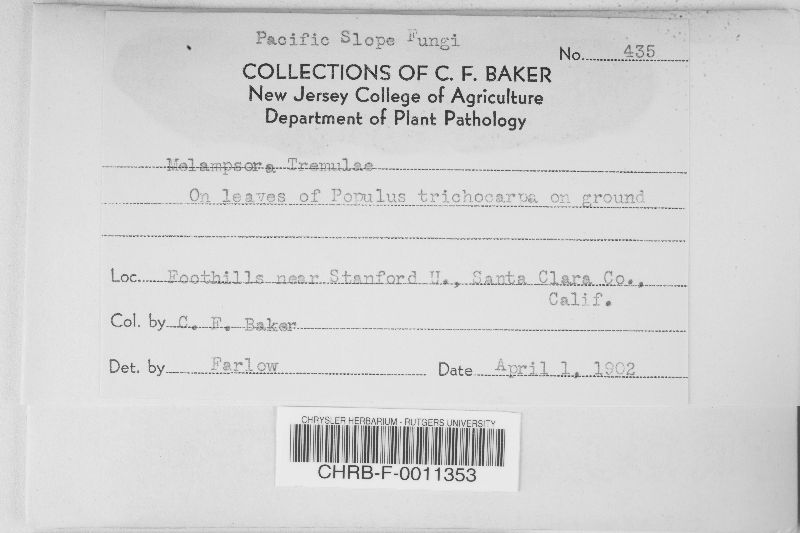 Pacific Slope Fungi
No. 435
COLLECTIONS OF C. F. BAKER
New Jersey College of Agriculture
Department of Plant Pathology
Melampsora Tremulae
On leaves of Populus trichocarpa on ground
Loc. Foothills near Stanford U., Santa Clara Co.,
Calif.
Col. by C. F. Baker
Det. by Farlow Date April 1, 1902
CHRYSLER HERBARIUM - RUTGERS UNIVERSITY
CHRB-F-0011353